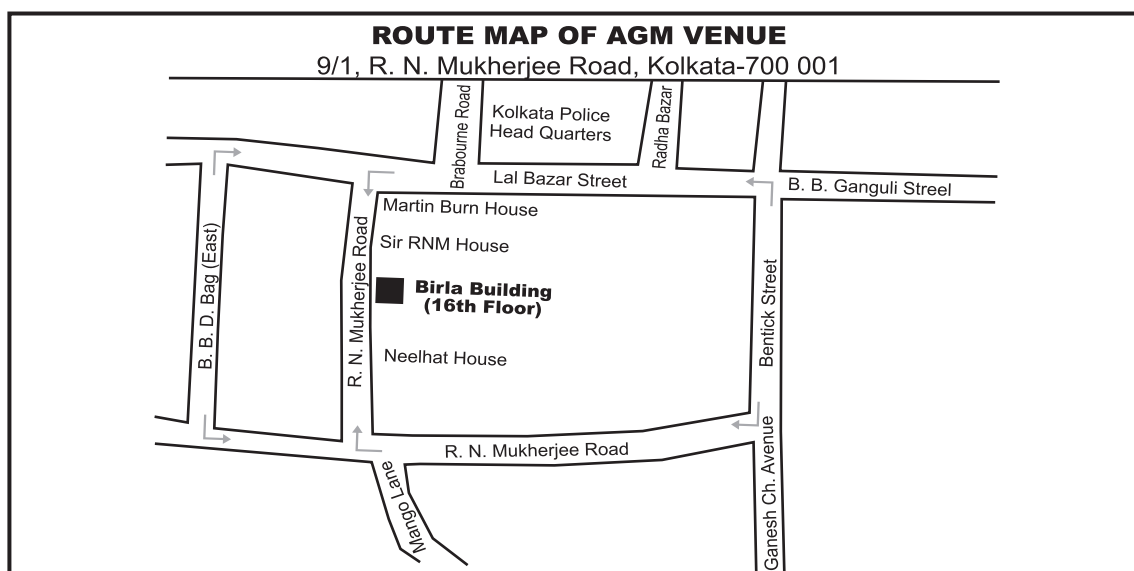 ROUTE MAP OF AGM VENUE
9/1, R. N. Mukherjee Road, Kolkata-700 001
Brabourne Road
Kolkata Police
Head Quarters
Radha Bazar
Lal Bazar Street
B. B. Ganguli Streel
Martin Burn House
Sir RNM House
B. B. D. Bag (East)
R. N. Mukherjee Road
Birla Building
(16th Floor)
Bentick Street
Neelhat House
R. N. Mukherjee Road
Mango Lane
Ganesh Ch. Avenue